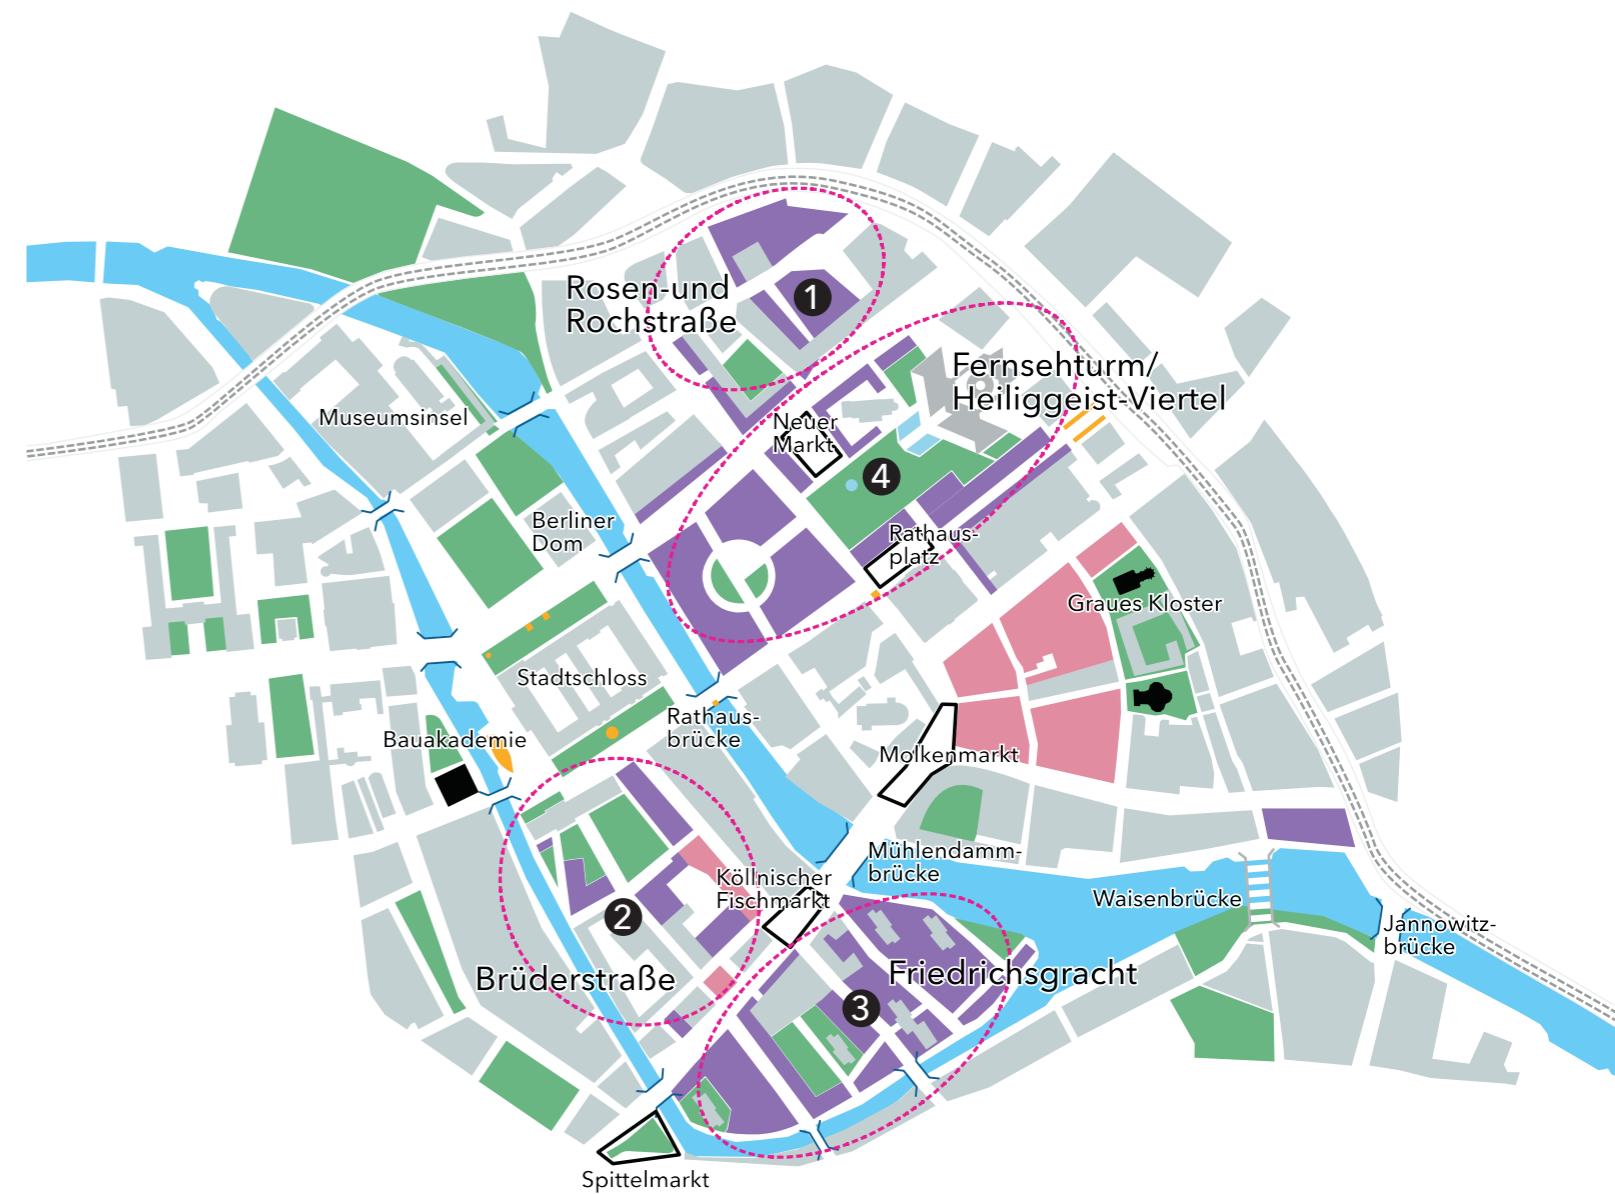 Rosen-und
Rochstraße
1
Fernsehturm/
Heiliggeist-Viertel
Museumsinsel
Neuer
Markt
4
Berliner
Dom
Rathaus-
platz
Graues Kloster
Stadtschloss
Rathaus-
brücke
Bauakademie
Molkenmarkt
Mühlendamm-
brücke
Köllnischer
Fischmarkt
Waisenbrücke
2
Jannowitz-
brücke
Brüderstraße
Friedrichsgracht
3
Spittelmarkt